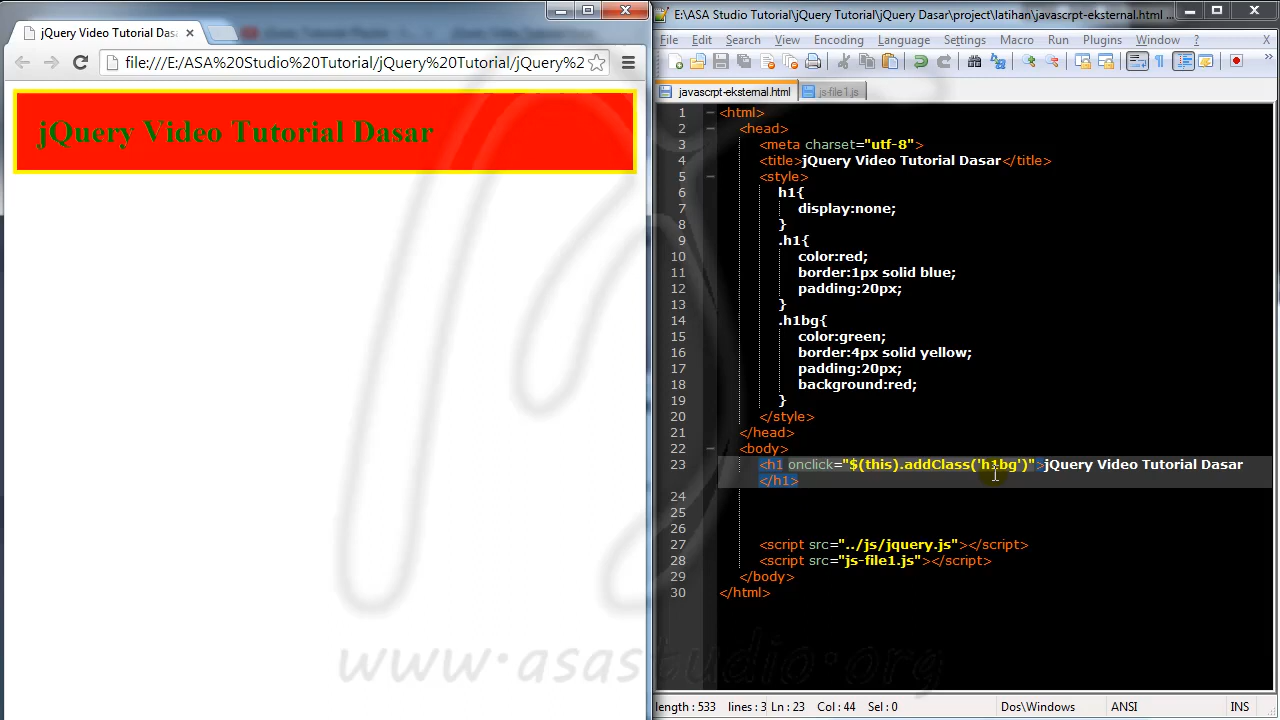 jQuery Video Tutorial Dasa
file:///E:/ASA%20Studio%20Tutorial/jQuery%20Tutorial/jQuery%2
jQuery Video Tutorial Dasar
E:\ASA Studio Tutorial\jQuery Tutorial\jQuery Dasar\project\latihan\javascrpt-eksternal.html ...
File Edit Search View Encoding Language Settings Macro Run Plugins Window ? X
javascrpt-eksternal.html js-file1.js
1 <html>
2 <head>
3 <meta charset="utf-8">
4 <title>jQuery Video Tutorial Dasar</title>
5 <style>
6 h1{
7 display:none;
8 }
9 .h1{
10 color:red;
11 border:1px solid blue;
12 padding:20px;
13 }
14 .h1bg{
15 color:green;
16 border:4px solid yellow;
17 padding:20px;
18 background:red;
19 }
20 </style>
21 </head>
22 <body>
23 <h1 onclick="$(this).addClass('h1bg')">jQuery Video Tutorial Dasar
</h1>
24
25
26
27 <script src="../js/jquery.js"></script>
28 <script src="js-file1.js"></script>
29 </body>
30 </html>
www.asastudio.org
length : 533 lines : 3 Ln : 23 Col : 44 Sel : 0 Dos\Windows ANSI INS